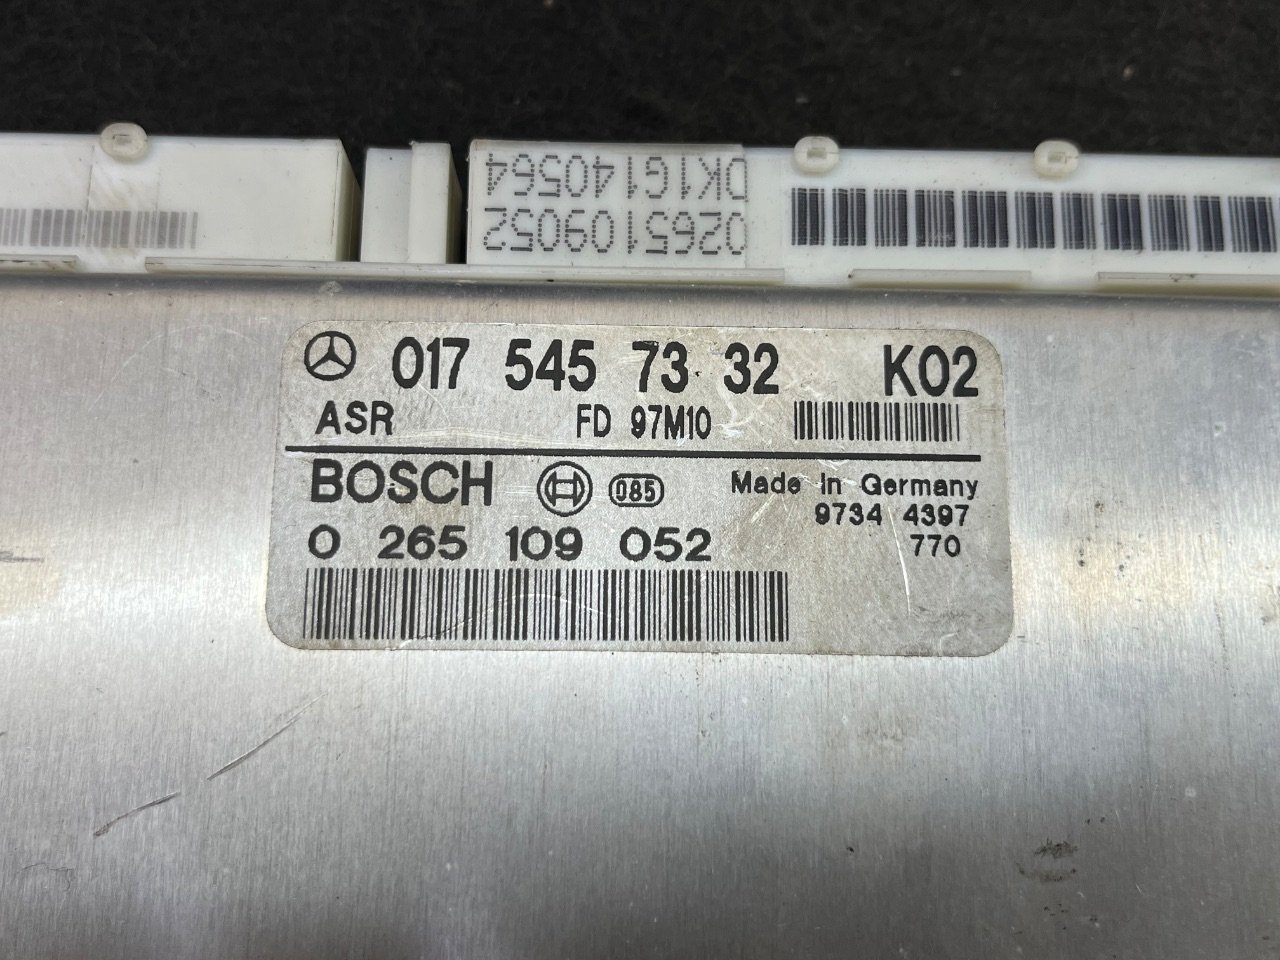 DK1G140564
0265109052
017 545 73 32 K02
ASR FD 97M10
BOSCH 085 Made in Germany
9734 4397
0 265 109 052 770